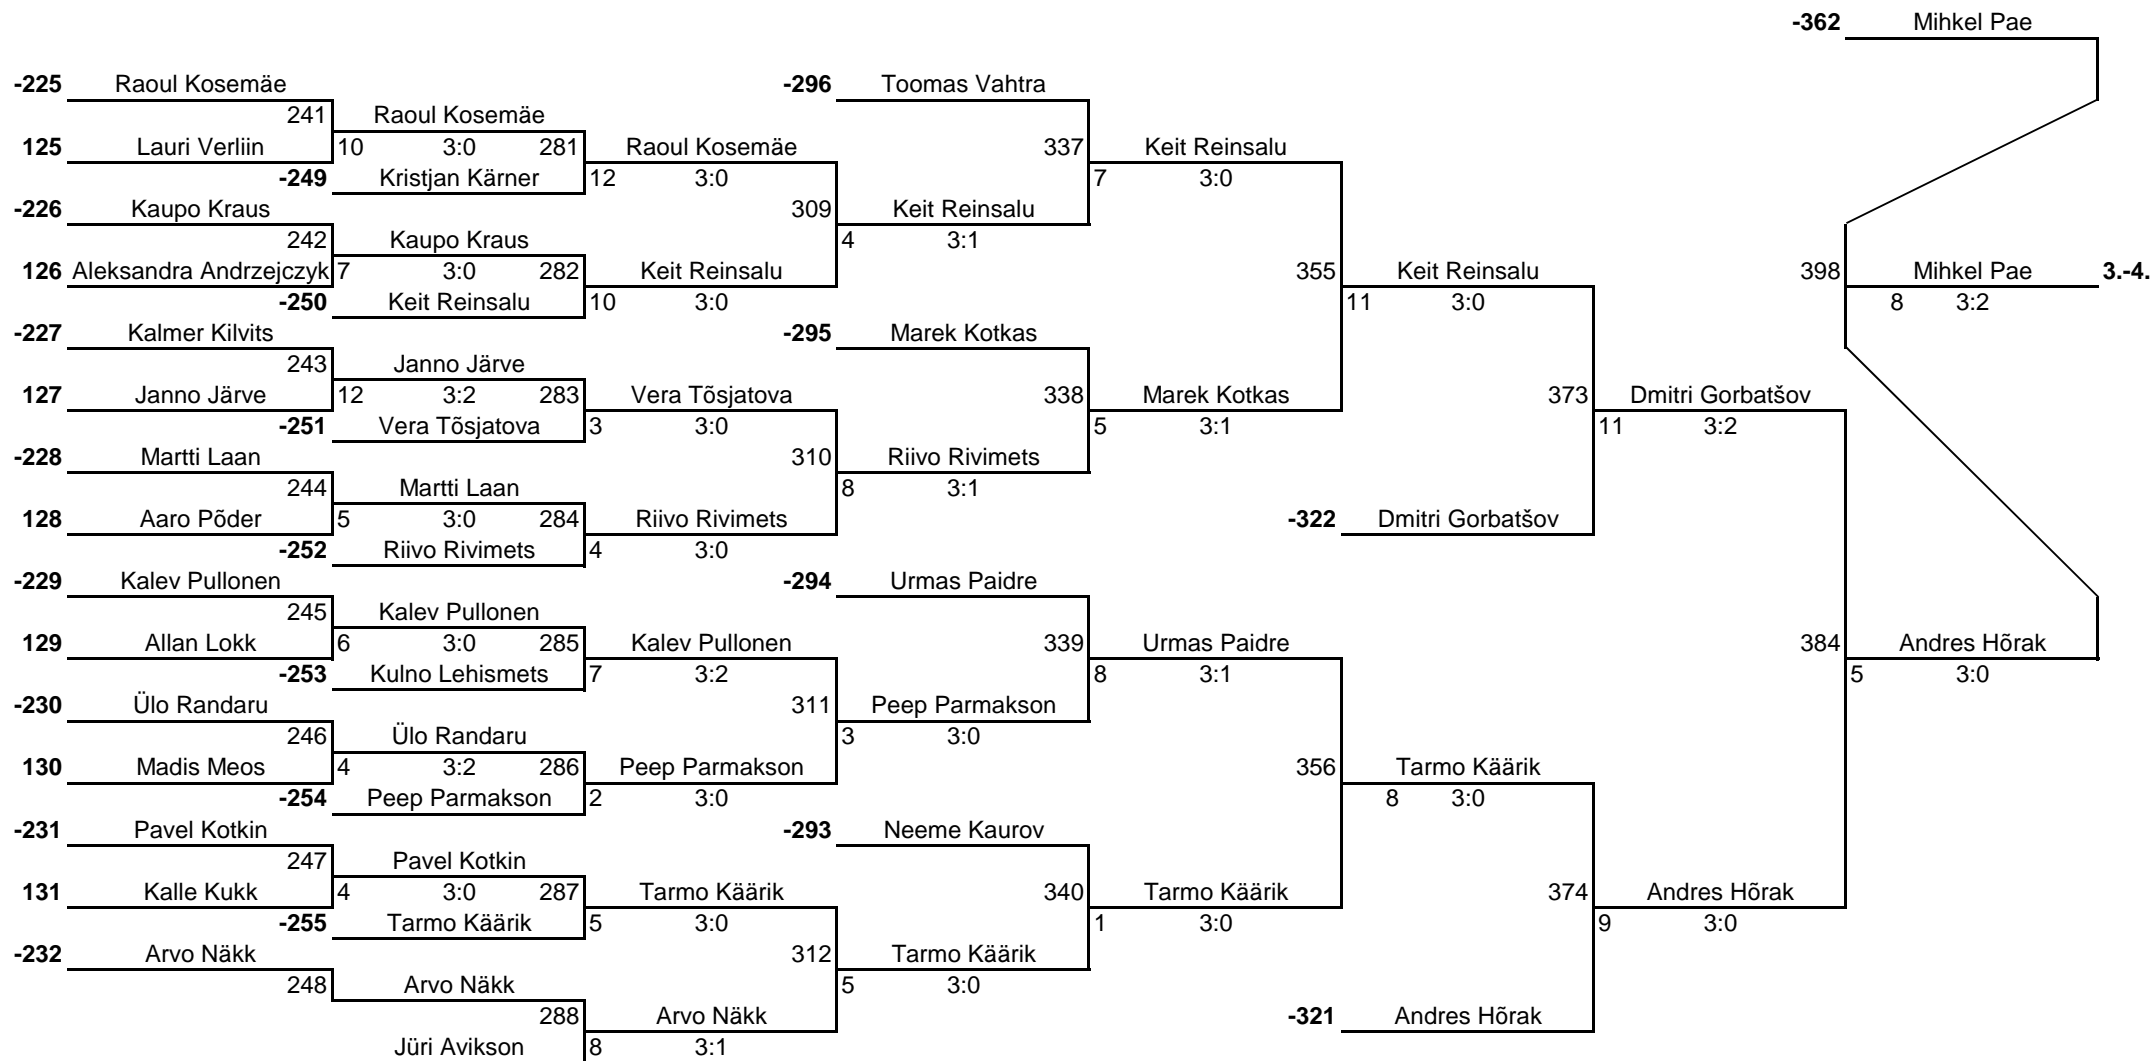 -362 Mihkel Pae
-225 Raoul Kosemäe -296 Toomas Vahtra
241 Raoul Kosemäe
125 Lauri Verliin 10 3:0 281 Raoul Kosemäe 337 Keit Reinsalu
-249 Kristjan Kärner 12 3:0 7 3:0
-226 Kaupo Kraus 309 Keit Reinsalu
242 Kaupo Kraus 4 3:1
126 Aleksandra Andrzejczyk 7 3:0 282 Keit Reinsalu 355 Keit Reinsalu 398 Mihkel Pae 3.-4.
-250 Keit Reinsalu 10 3:0 11 3:0 8 3:2
-227 Kalmer Kilvits -295 Marek Kotkas
243 Janno Järve
127 Janno Järve 12 3:2 283 Vera Tõsjatova 338 Marek Kotkas 373 Dmitri Gorbatšov
-251 Vera Tõsjatova 3 3:0 5 3:1 11 3:2
-228 Martti Laan 310 Riivo Rivimets
244 Martti Laan 8 3:1
128 Aaro Põder 5 3:0 284 Riivo Rivimets -322 Dmitri Gorbatšov
-252 Riivo Rivimets 4 3:0
-229 Kalev Pullonen -294 Urmas Paidre
245 Kalev Pullonen
129 Allan Lokk 6 3:0 285 Kalev Pullonen 339 Urmas Paidre 384 Andres Hõrak
-253 Kulno Lehismets 7 3:2 8 3:1 5 3:0
-230 Ülo Randaru 311 Peep Parmakson
246 Ülo Randaru 3 3:0
130 Madis Meos 4 3:2 286 Peep Parmakson 356 Tarmo Käärik
-254 Peep Parmakson 2 3:0 8 3:0
-231 Pavel Kotkin -293 Neeme Kaurov
247 Pavel Kotkin
131 Kalle Kukk 4 3:0 287 Tarmo Käärik 340 Tarmo Käärik 374 Andres Hõrak
-255 Tarmo Käärik 5 3:0 1 3:0 9 3:0
-232 Arvo Näkk 312 Tarmo Käärik
248 Arvo Näkk 5 3:0
288 Arvo Näkk -321 Andres Hõrak
Jüri Avikson 8 3:1